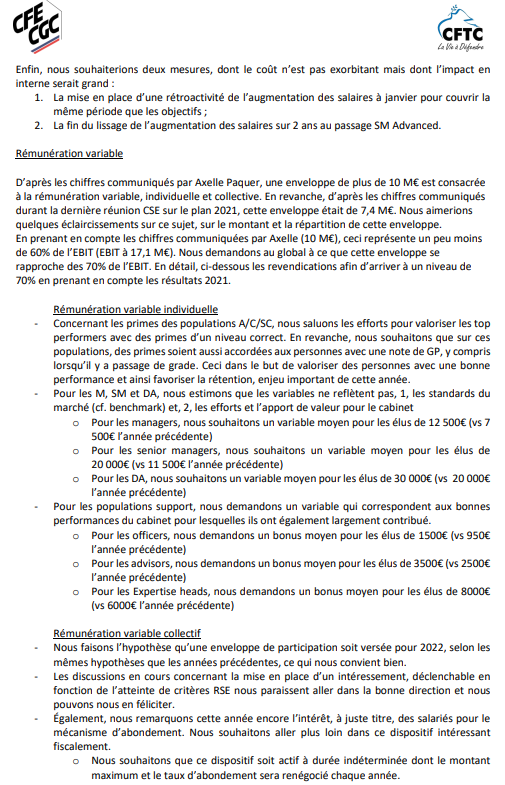 CFE
CGC
CFTC
La Vie à Défendre
Enfin, nous souhaiterions deux mesures, dont le coût n'est pas exorbitant mais dont l'impact en
interne serait grand :
1. La mise en place d'une rétroactivité de l'augmentation des salaires à janvier pour couvrir la
même période que les objectifs ;
2. La fin du lissage de l'augmentation des salaires sur 2 ans au passage SM Advanced.
Rémunération variable
D'après les chiffres communiqués par Axelle Paquer, une enveloppe de plus de 10 M€ est consacrée
à la rémunération variable, individuelle et collective. En revanche, d'après les chiffres communiqués
durant la dernière réunion CSE sur le plan 2021, cette enveloppe était de 7,4 M€. Nous aimerions
quelques éclaircissements sur ce sujet, sur le montant et la répartition de cette enveloppe.
En prenant en compte les chiffres communiquées par Axelle (10 M€), ceci représente un peu moins
de 60% de l'EBIT (EBIT à 17,1 M€). Nous demandons au global à ce que cette enveloppe se
rapproche des 70% de l'EBIT. En détail, ci-dessous les revendications afin d'arriver à un niveau de
70% en prenant en compte les résultats 2021.
Rémunération variable individuelle
- Concernant les primes des populations A/C/SC, nous saluons les efforts pour valoriser les top
performers avec des primes d'un niveau correct. En revanche, nous souhaitons que sur ces
populations, des primes soient aussi accordées aux personnes avec une note de GP, y compris
lorsqu'il y a passage de grade. Ceci dans le but de valoriser des personnes avec une bonne
performance et ainsi favoriser la rétention, enjeu important de cette année.
- Pour les M, SM et DA, nous estimons que les variables ne reflètent pas, 1, les standards du
marché (cf. benchmark) et, 2, les efforts et l'apport de valeur pour le cabinet
o Pour les managers, nous souhaitons un variable moyen pour les élus de 12 500€ (vs 7
500€ l'année précédente)
o Pour les senior managers, nous souhaitons un variable moyen pour les élus de
20 000€ (vs 11 500€ l'année précédente)
o Pour les DA, nous souhaitons un variable moyen pour les élus de 30 000€ (vs 20 000€
l'année précédente)
- Pour les populations support, nous demandons un variable qui correspondent aux bonnes
performances du cabinet pour lesquelles ils ont également largement contribué.
o Pour les officers, nous demandons un bonus moyen pour les élus de 1500€ (vs 950€
l'année précédente)
o Pour les advisors, nous demandons un bonus moyen pour les élus de 3500€ (vs 2500€
l'année précédente)
o Pour les Expertise heads, nous demandons un bonus moyen pour les élus de 8000€
(vs 6000€ l'année précédente)
Rémunération variable collectif
- Nous faisons l'hypothèse qu'une enveloppe de participation soit versée pour 2022, selon les
mêmes hypothèses que les années précédentes, ce qui nous convient bien.
- Les discussions en cours concernant la mise en place d'un intéressement, déclenchable en
fonction de l'atteinte de critères RSE nous paraissent aller dans la bonne direction et nous
pouvons nous en féliciter.
- Également, nous remarquons cette année encore l'intérêt, à juste titre, des salariés pour le
mécanisme d'abondement. Nous souhaitons aller plus loin dans ce dispositif intéressant
fiscalement.
o Nous souhaitons que ce dispositif soit actif à durée indéterminée dont le montant
maximum et le taux d'abondement sera renégocié chaque année.